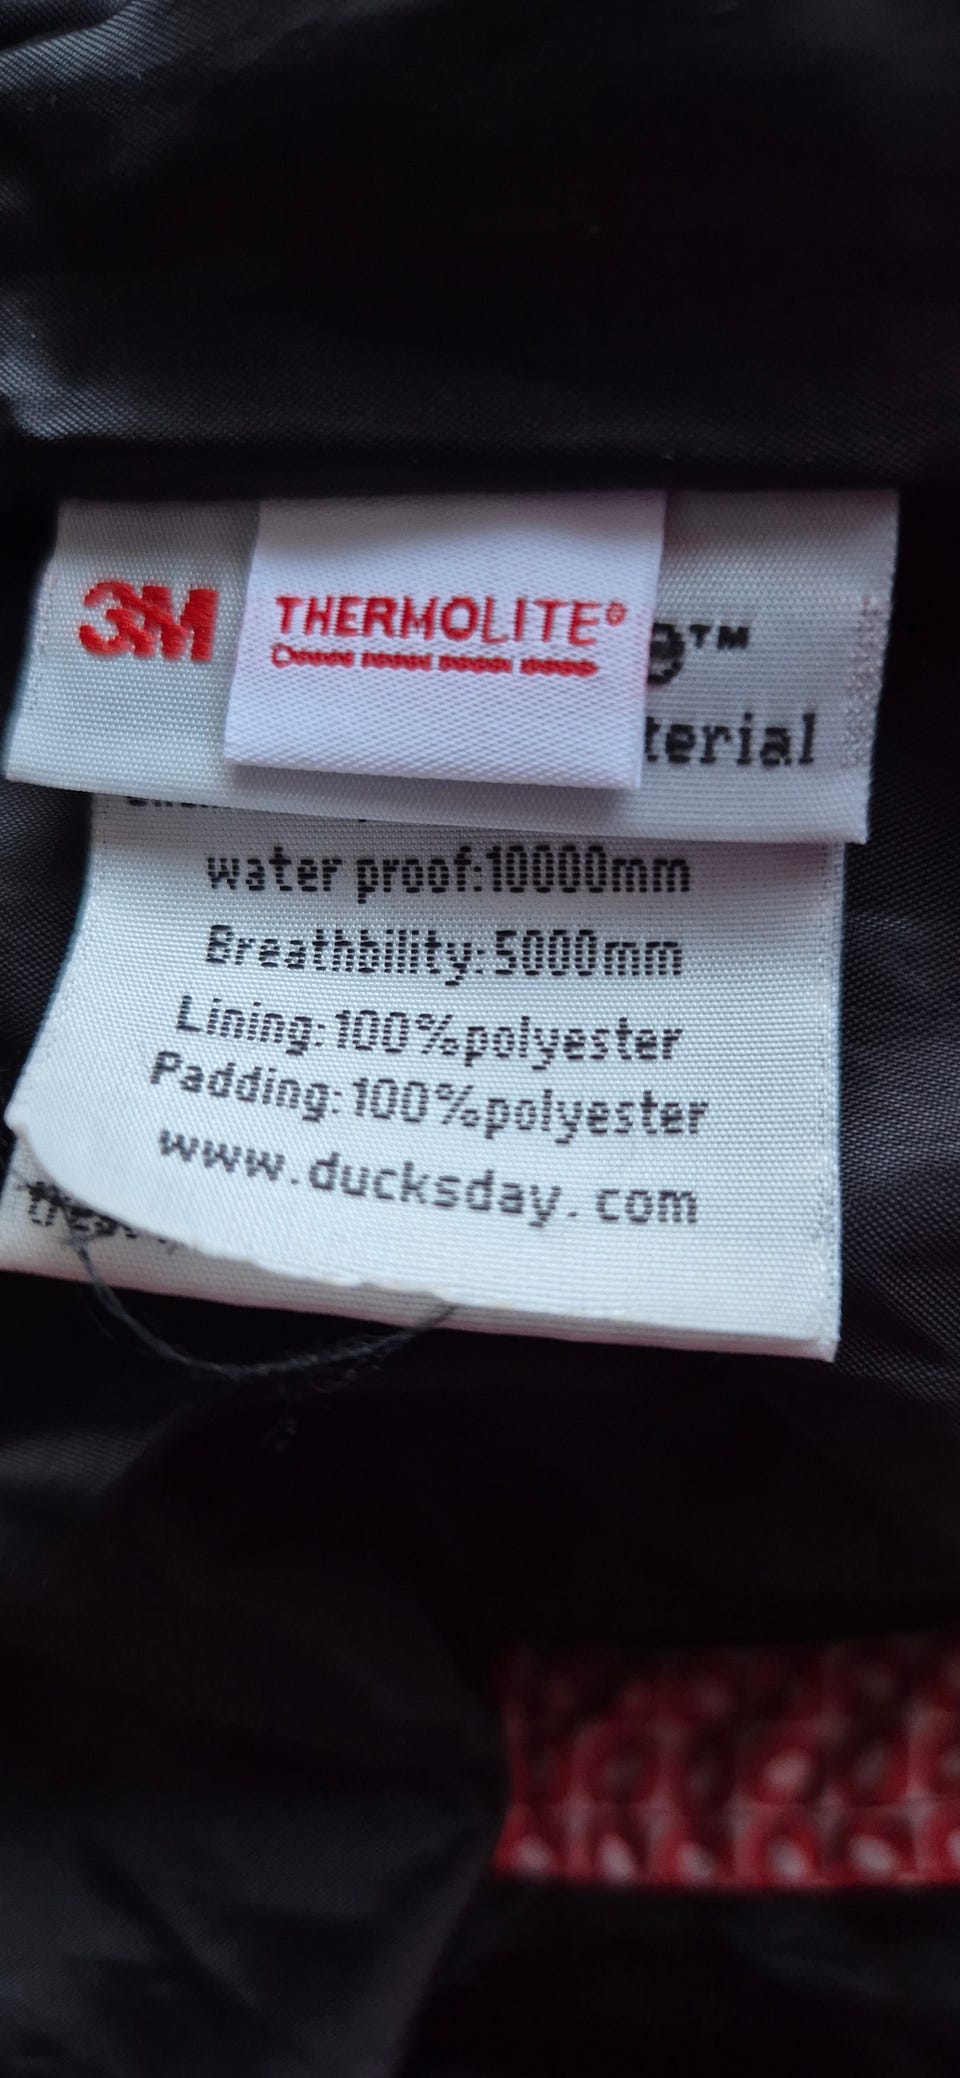 3M
THERMOLITE®
™
terial
water proof:10000mm
Breathbility:5000mm
Lining:100%polyester
Padding:100%polyester
www.ducksday.com